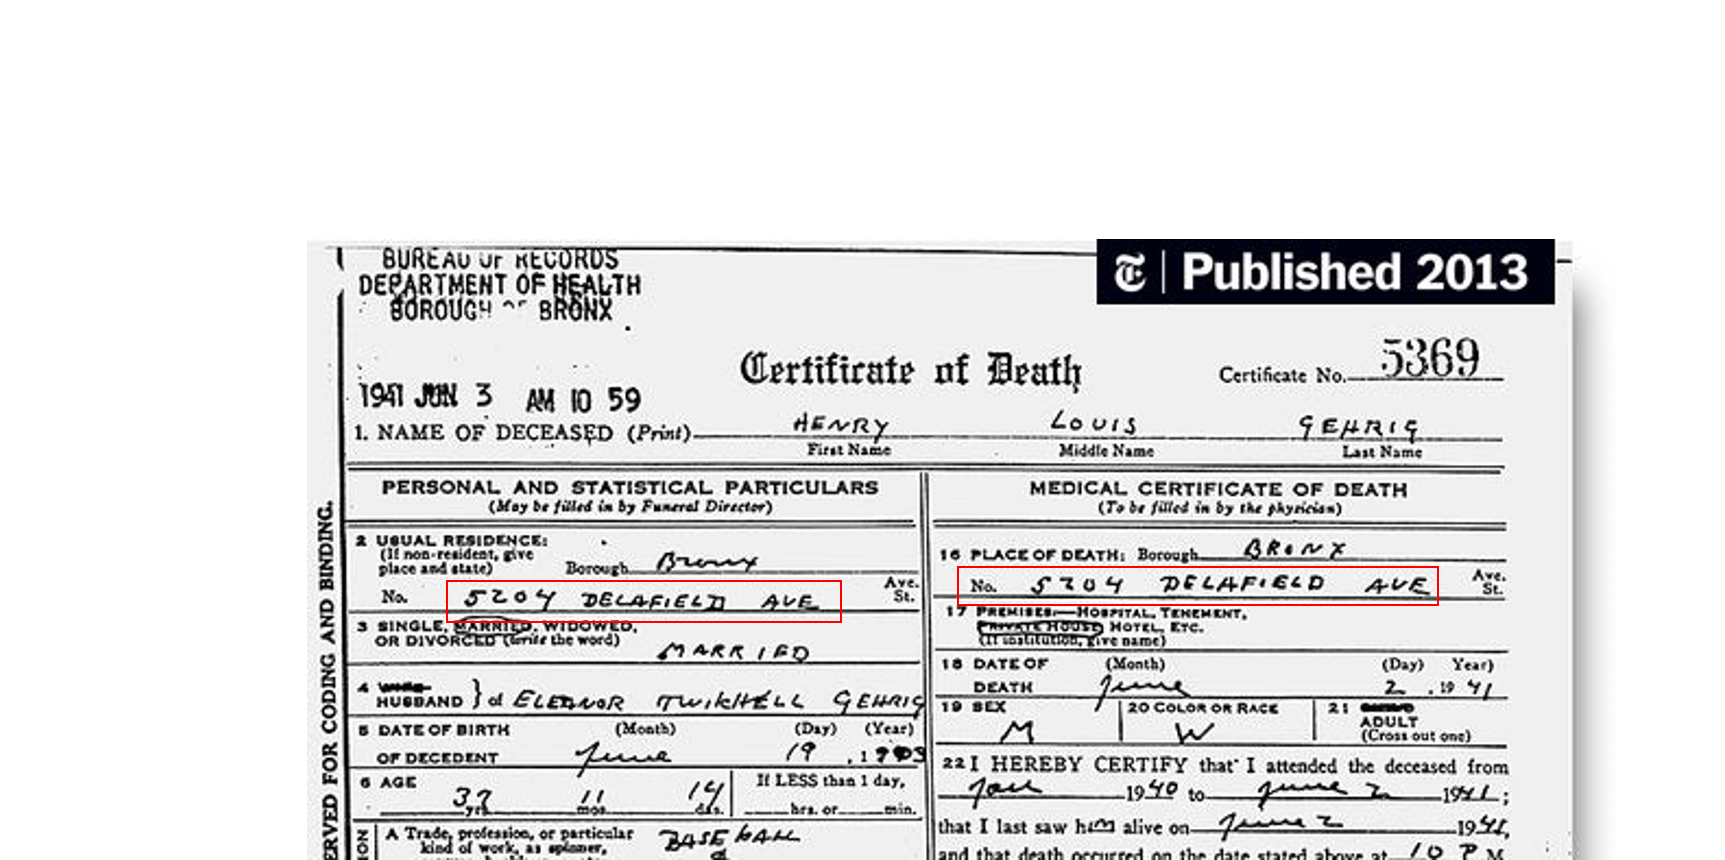 BUREAU OF RECORDS
DEPARTMENT OF HEALTH
BOROUGH OF BRONX
T | Published 2013
Certificate of Death
Certificate No. 5369
1941 JUN 3 AM 10 59
1. NAME OF DECEASED (Print) HENRY LOUIS GEHRIG
First Name Middle Name Last Name
RVED FOR CODING AND BINDING.
PERSONAL AND STATISTICAL PARTICULARS
(May be filled in by Funeral Director)
2 USUAL RESIDENCE:
(If non-resident, give
place and state) Borough Bronx
No. 5204 DELAFIELD AVE Ave. St.
3 SINGLE, MARRIED, WIDOWED,
OR DIVORCED (write the word) MARRIED
4 HUSBAND } of ELEANOR TWICHELL GEHRIG
5 DATE OF BIRTH (Month) (Day) (Year)
OF DECEDENT June 19, 1903
6 AGE If LESS than 1 day,
37 yrs. 11 mos. 14 ds. hrs. or min.
A Trade, profession, or particular BASEBALL
kind of work, as spinner,
MEDICAL CERTIFICATE OF DEATH
(To be filled in by the physician)
16 PLACE OF DEATH: Borough BRONX
No. 5204 DELAFIELD AVE Ave. St.
17 PREMISES:—HOSPITAL, TENEMENT,
PRIVATE HOUSE, HOTEL, ETC.
(If institution, give name)
18 DATE OF (Month) (Day) Year)
DEATH June 2, 1941
19 SEX 20 COLOR OR RACE 21
M W ADULT
(Cross out one)
22 I HEREBY CERTIFY that I attended the deceased from
Jan 1940 to June 2 1941;
that I last saw him alive on June 2 1941,
and that death occurred on the date stated above at 10 P M